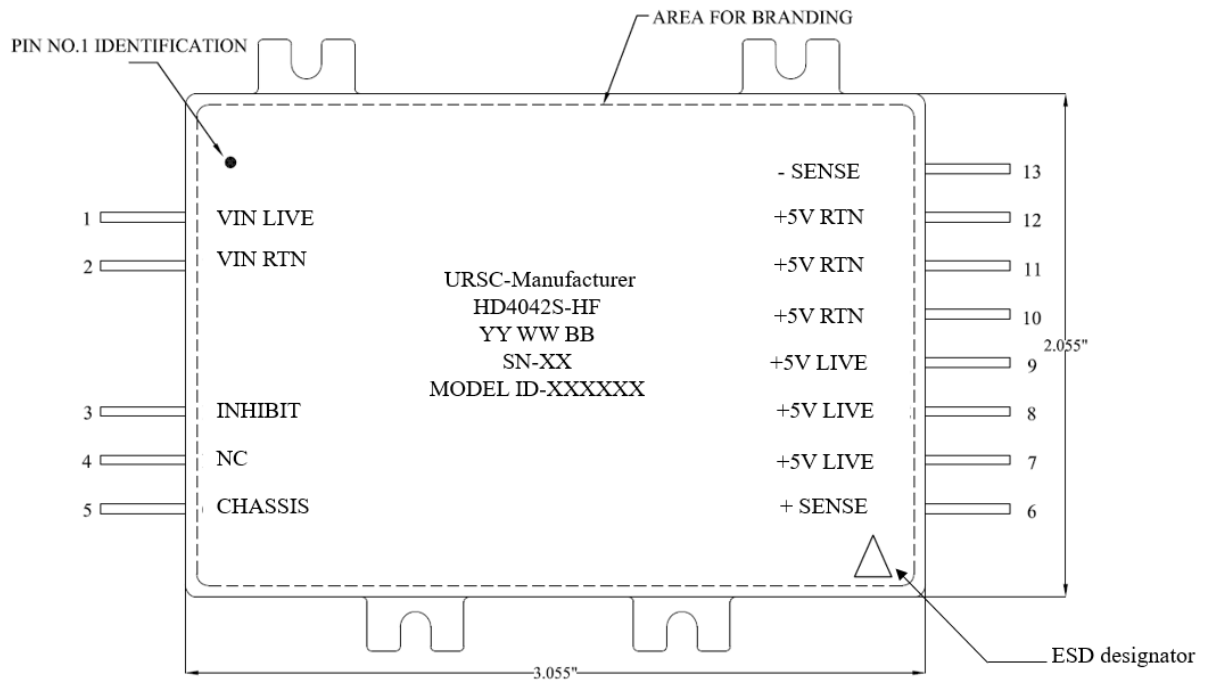 AREA FOR BRANDING
PIN NO.1 IDENTIFICATION
- SENSE 13
1 VIN LIVE +5V RTN 12
2 VIN RTN +5V RTN 11
URSC-Manufacturer
HD4042S-HF
+5V RTN 10
YY WW BB
2.055"
SN-XX
+5V LIVE 9
MODEL ID-XXXXXX
3 INHIBIT +5V LIVE 8
4 NC +5V LIVE 7
5 CHASSIS + SENSE 6
ESD designator
3.055"